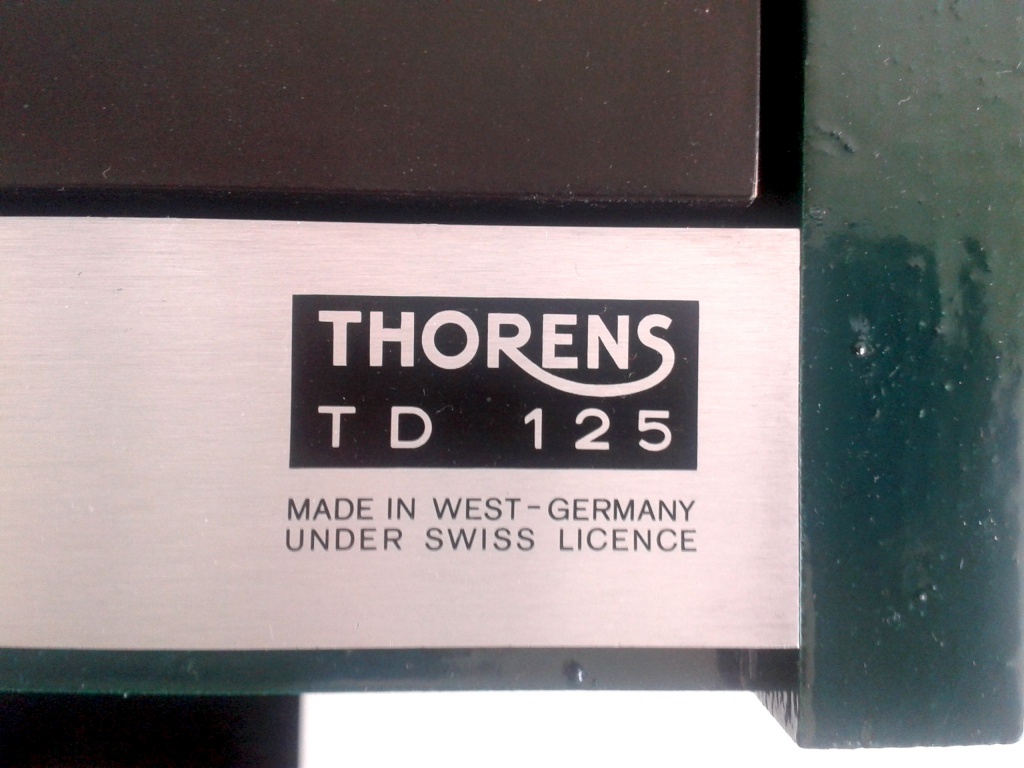 THORENS
TD 125
MADE IN WEST-GERMANY
UNDER SWISS LICENCE